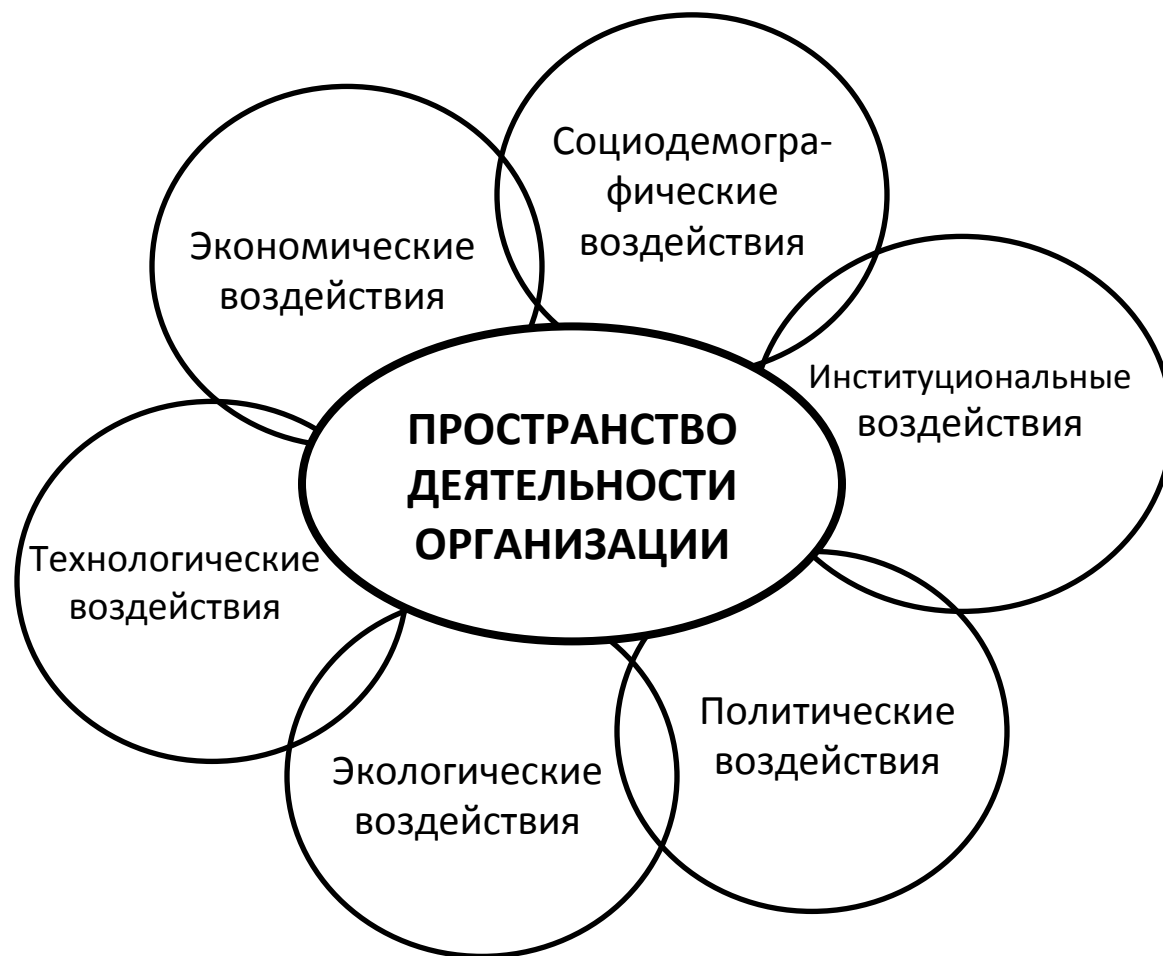 Социодемогра-
фические
воздействия
Экономические
воздействия
Институциональные
воздействия
ПРОСТРАНСТВО
ДЕЯТЕЛЬНОСТИ
ОРГАНИЗАЦИИ
Технологические
воздействия
Политические
воздействия
Экологические
воздействия